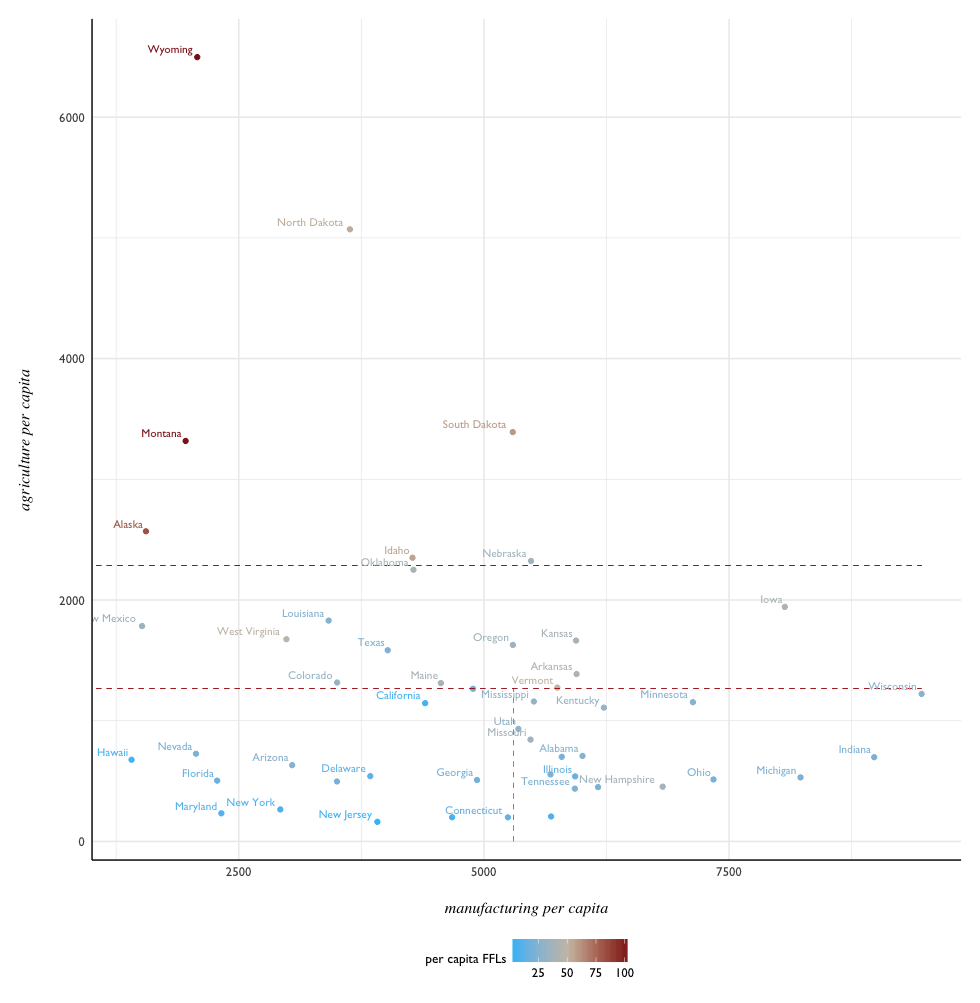 Wyoming
6000
North Dakota
4000
agriculture per capita
South Dakota
Montana
Alaska
Idaho
Nebraska
Oklahoma
2000
Iowa
w Mexico
Louisiana
West Virginia
Texas
Oregon
Kansas
Colorado
Maine
Arkansas
Vermont
California
Mississippi
Kentucky
Minnesota
Wisconsin
Utah
Missouri
Hawaii
Nevada
Arizona
Alabama
Indiana
Florida
Delaware
Georgia
Illinois
Tennessee
New Hampshire
Ohio
Michigan
Maryland
New York
New Jersey
Connecticut
0
2500
5000
7500
manufacturing per capita
per capita FFLs
25 50 75 100